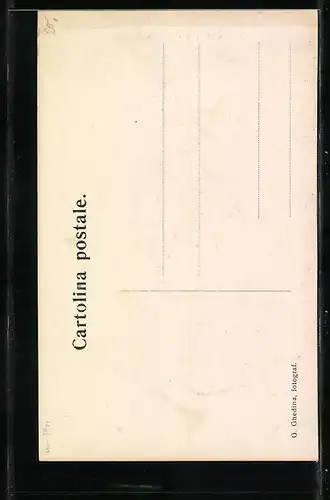 Cartolina postale.
G. Ghedina, fotograf.